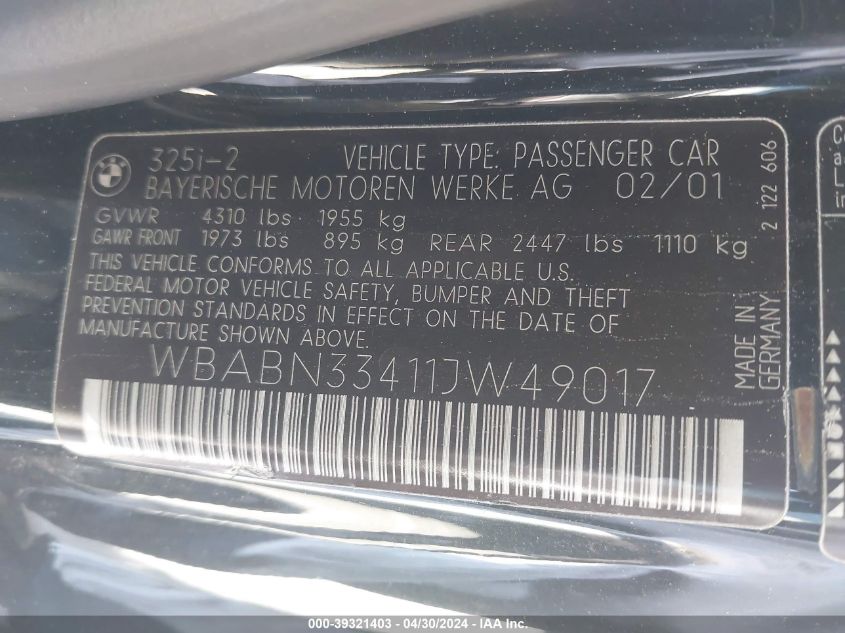 325i-2 VEHICLE TYPE: PASSENGER CAR
BAYERISCHE MOTOREN WERKE AG 02/01
GVWR 4310 lbs 1955 kg
GAWR FRONT 1973 lbs 895 kg REAR 2447 lbs 1110 kg
THIS VEHICLE CONFORMS TO ALL APPLICABLE U.S.
FEDERAL MOTOR VEHICLE SAFETY, BUMPER AND THEFT
PREVENTION STANDARDS IN EFFECT ON THE DATE OF
MANUFACTURE SHOWN ABOVE.
WBABN33411JW49017
2 122 606
MADE IN
GERMANY
000-39321403 - 04/30/2024 - IAA Inc.